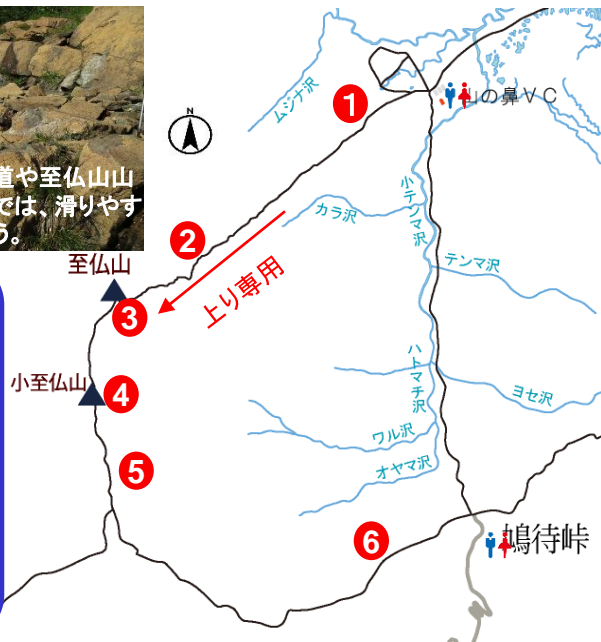 道や至仏山山
では、滑りやす
う。
ムシナ沢
1
山の鼻VC
N
小テンマ沢
カラ沢
2
テンマ沢
至仏山
上り専用
3
小至仏山
4
ハトマチ沢
ヨセ沢
ワル沢
オヤマ沢
5
6
鳩待峠